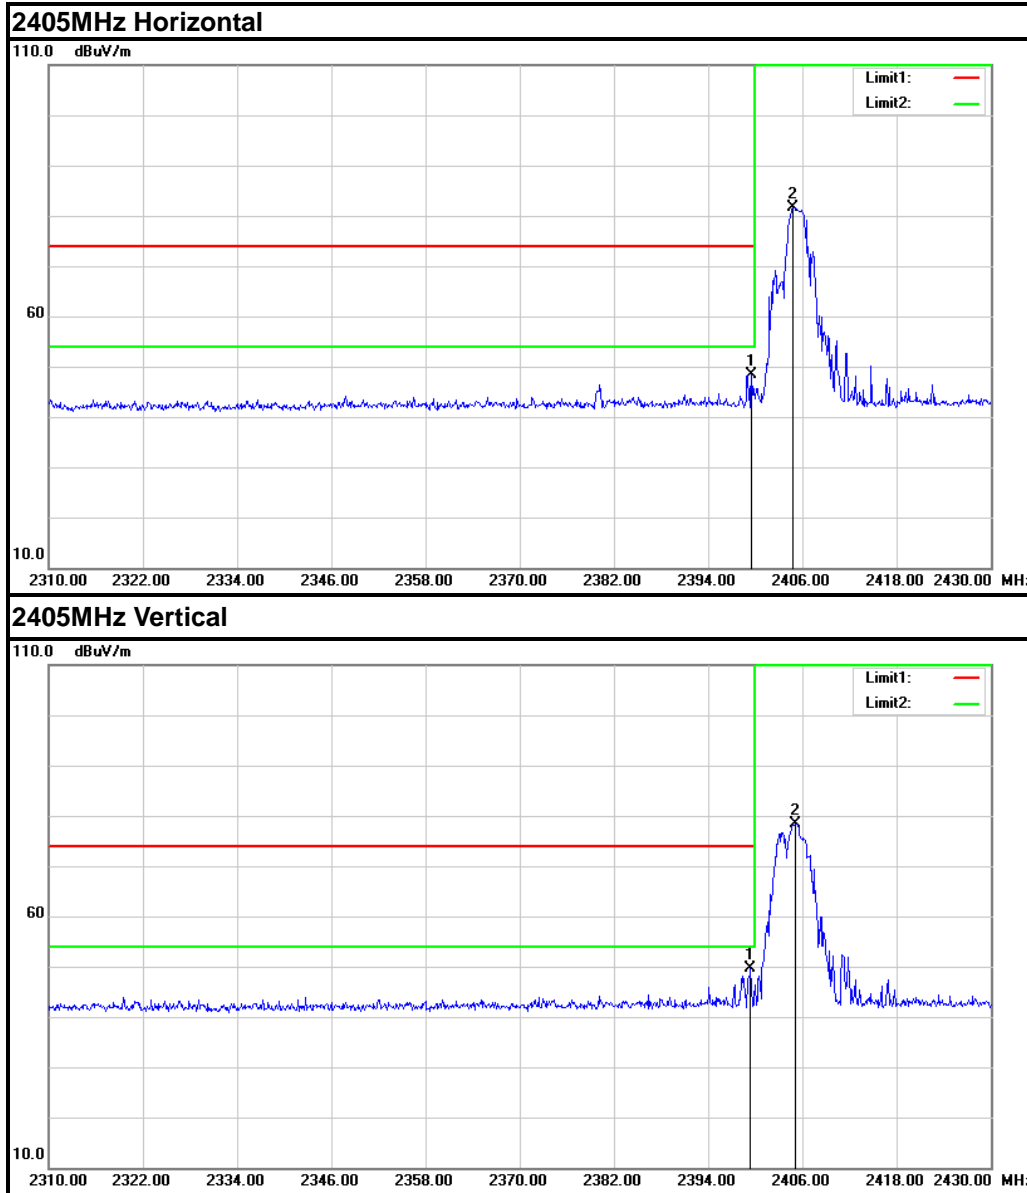 2405MHz Horizontal
110.0 dBuV/m
Limit1:
Limit2:
2
60
1
10.0
2310.00 2322.00 2334.00 2346.00 2358.00 2370.00 2382.00 2394.00 2406.00 2418.00 2430.00 MHz
2405MHz Vertical
110.0 dBuV/m
Limit1:
Limit2:
2
60
1
10.0
2310.00 2322.00 2334.00 2346.00 2358.00 2370.00 2382.00 2394.00 2406.00 2418.00 2430.00 MHz